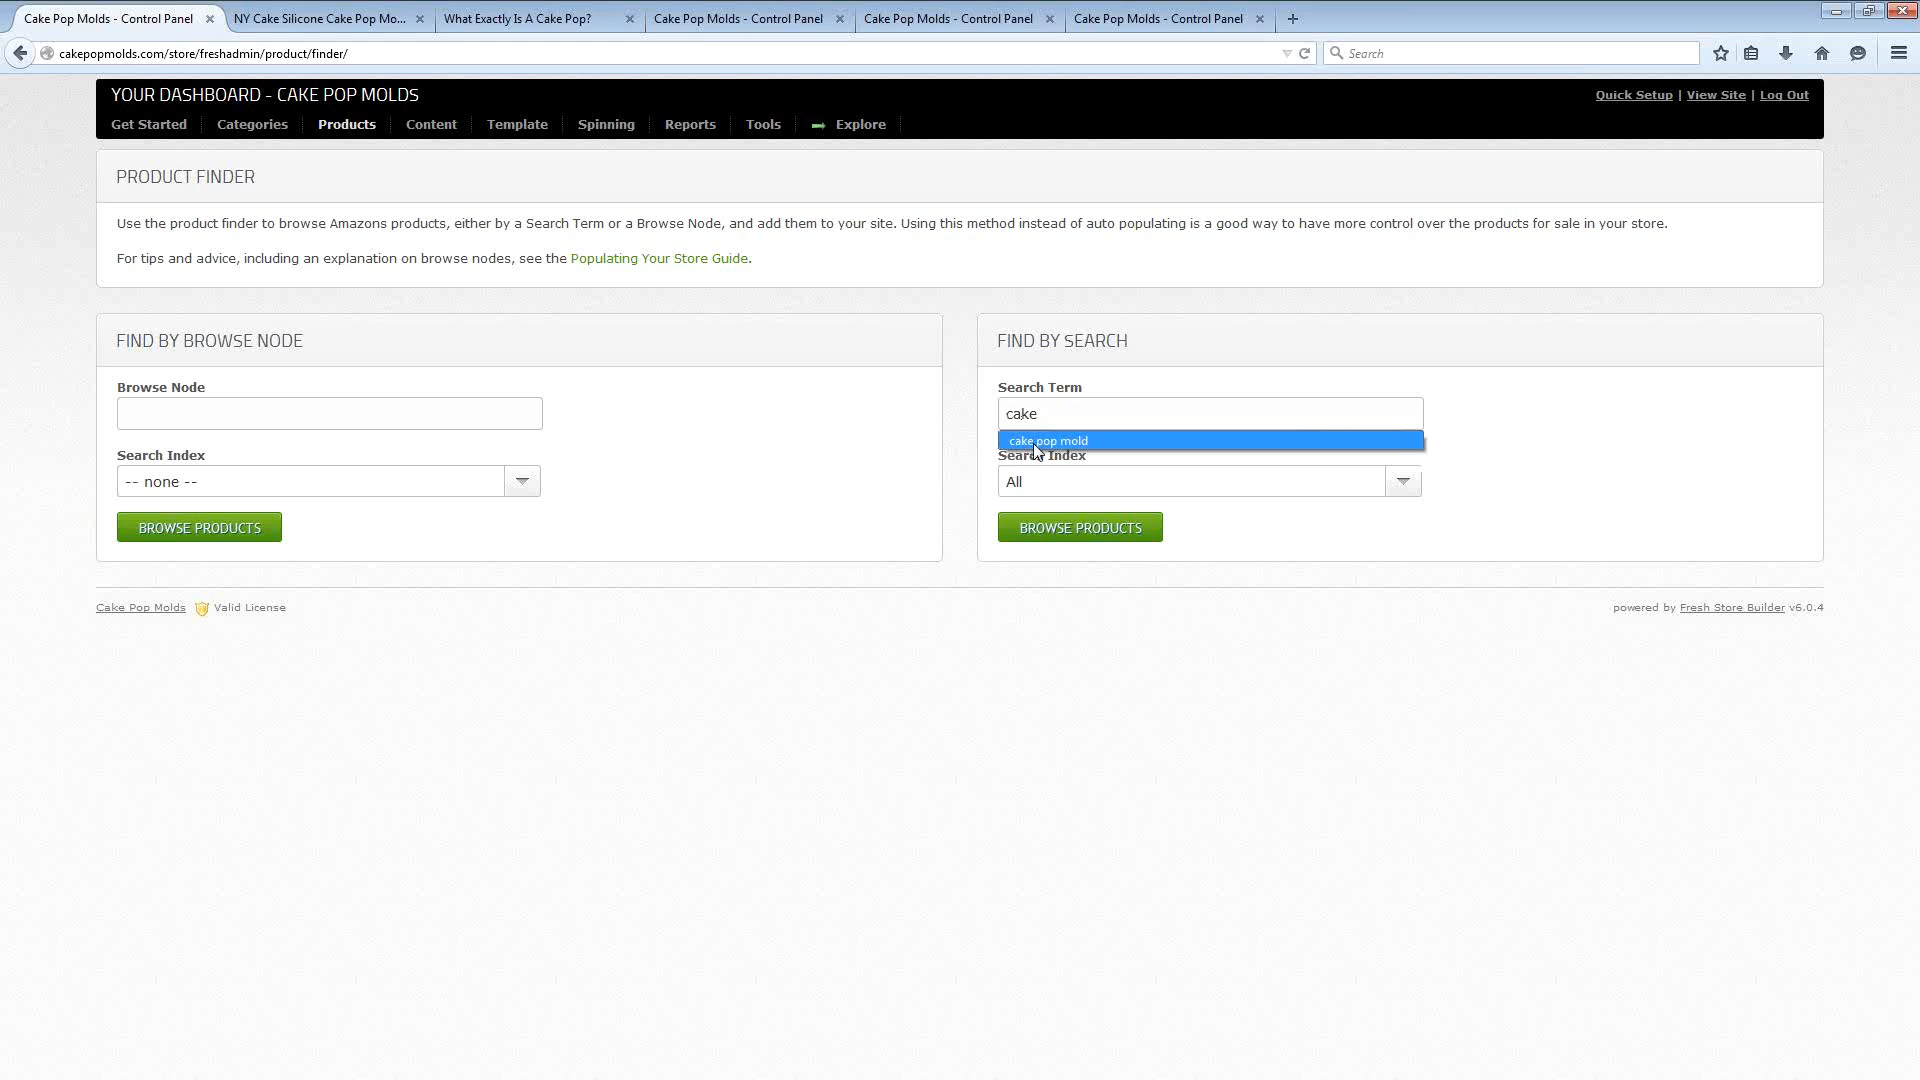 Cake Pop Molds - Control Panel
NY Cake Silicone Cake Pop Mo...
What Exactly Is A Cake Pop?
Cake Pop Molds - Control Panel
Cake Pop Molds - Control Panel
Cake Pop Molds - Control Panel
cakepopmolds.com/store/freshadmin/product/finder/
Search
YOUR DASHBOARD - CAKE POP MOLDS
Quick Setup | View Site | Log Out
Get Started Categories Products Content Template Spinning Reports Tools Explore
PRODUCT FINDER
Use the product finder to browse Amazons products, either by a Search Term or a Browse Node, and add them to your site. Using this method instead of auto populating is a good way to have more control over the products for sale in your store.
For tips and advice, including an explanation on browse nodes, see the Populating Your Store Guide.
FIND BY BROWSE NODE
Browse Node
Search Index
-- none --
BROWSE PRODUCTS
FIND BY SEARCH
Search Term
cake
cake pop mold
Search Index
All
BROWSE PRODUCTS
Cake Pop Molds Valid License
powered by Fresh Store Builder v6.0.4